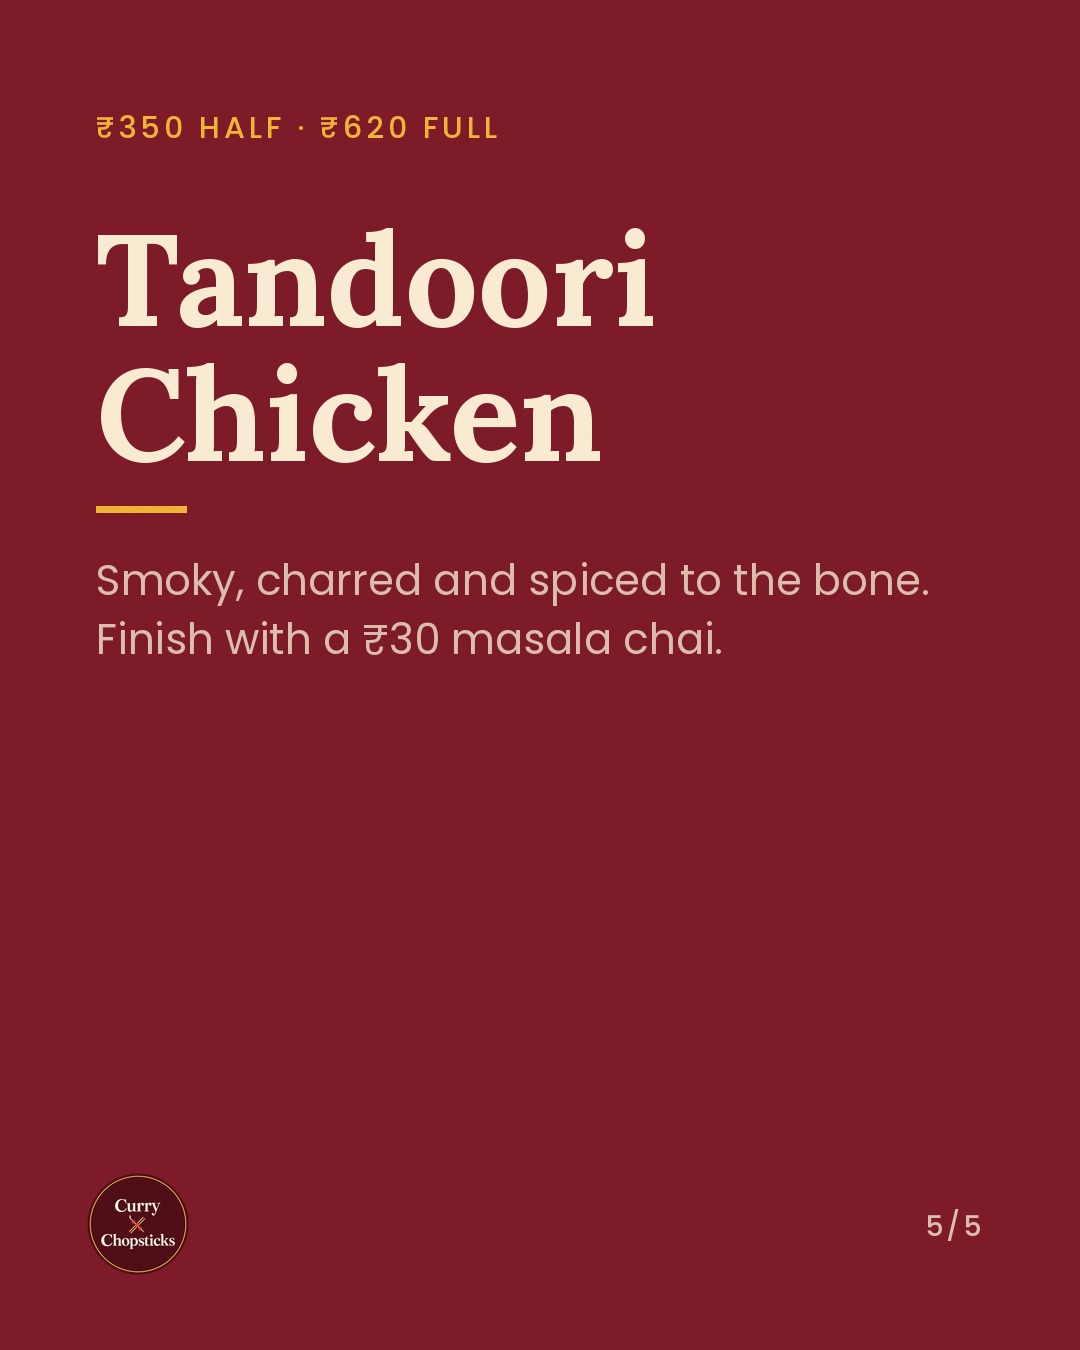 ₹350 HALF · ₹620 FULL
Tandoori
Chicken
Smoky, charred and spiced to the bone.
Finish with a ₹30 masala chai.
Curry
Chopsticks
5/5